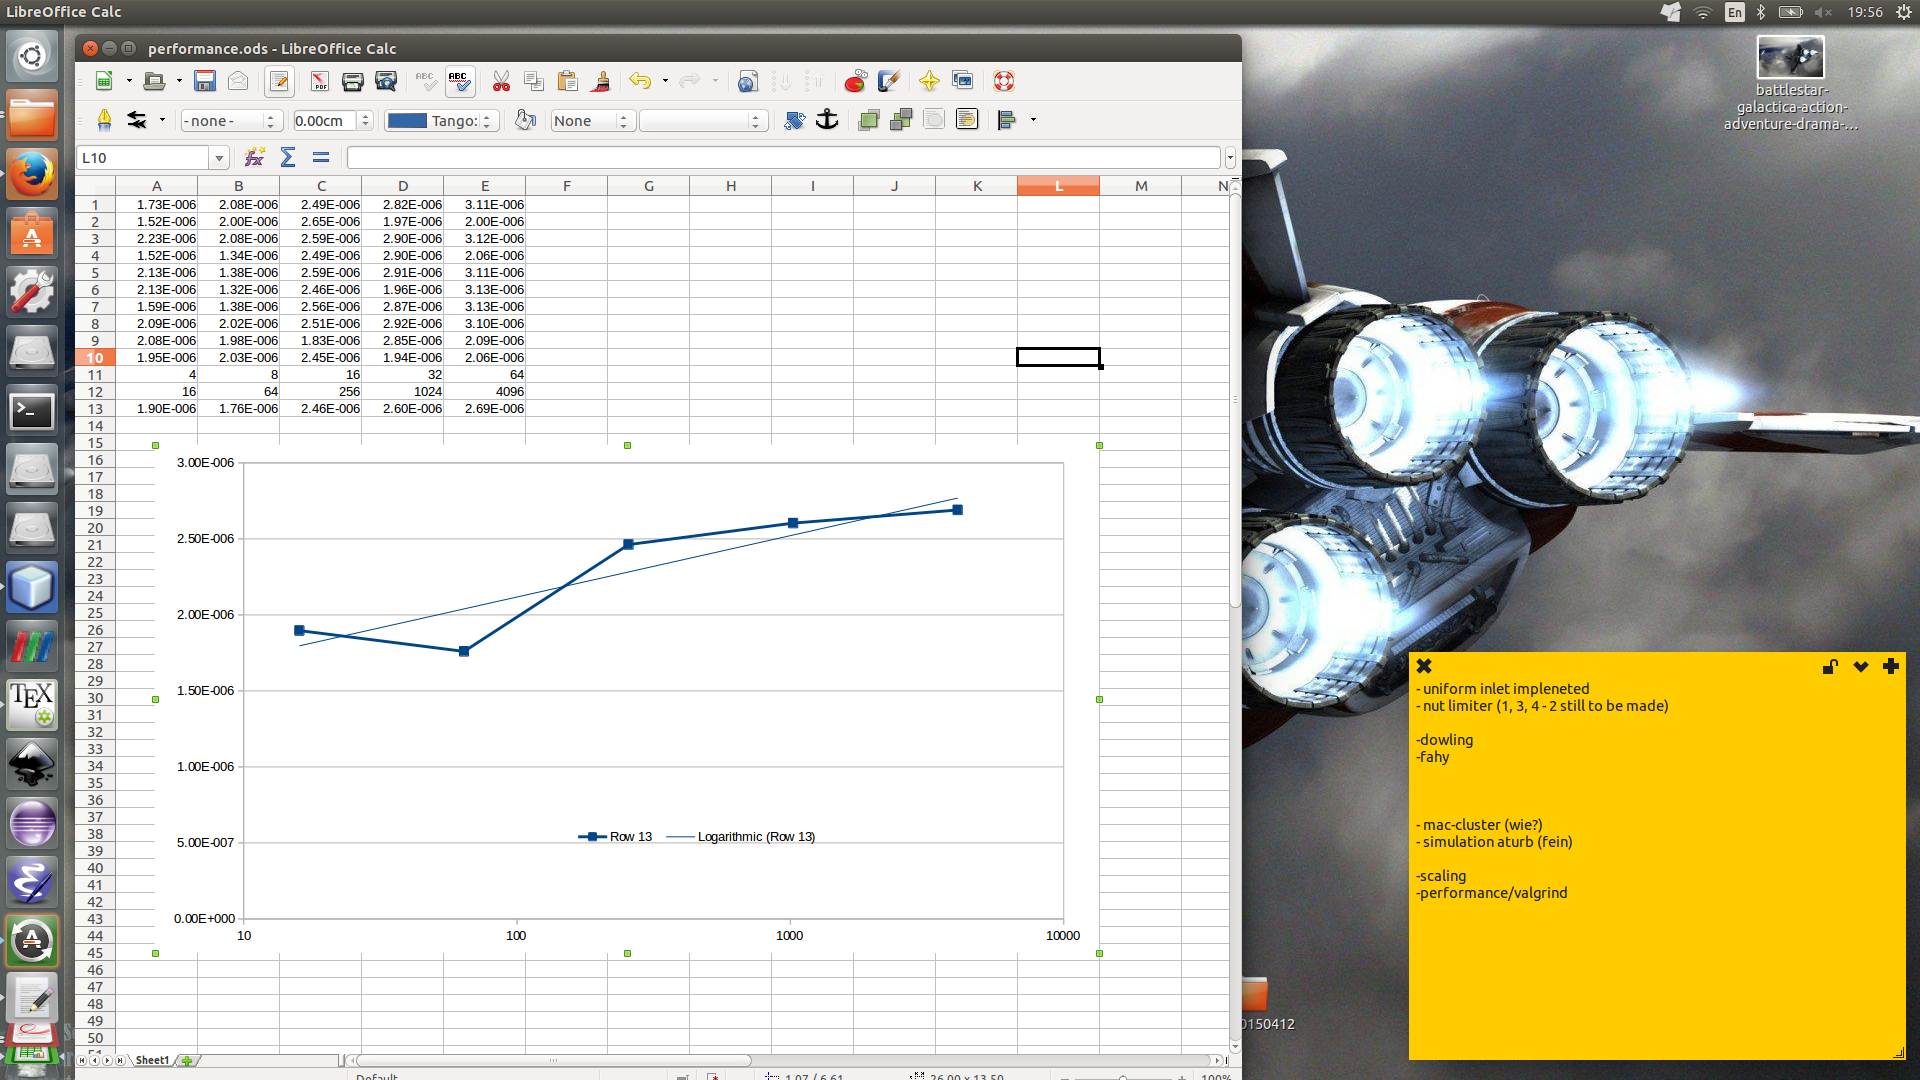 LibreOffice Calc
En
19:56
performance.ods - LibreOffice Calc
- none -
0.00cm
Tango:
None
L10
A B C D E F G H I J K L M N
1 1.73E-006 2.08E-006 2.49E-006 2.82E-006 3.11E-006
2 1.52E-006 2.00E-006 2.65E-006 1.97E-006 2.00E-006
3 2.23E-006 2.08E-006 2.59E-006 2.90E-006 3.12E-006
4 1.52E-006 1.34E-006 2.49E-006 2.90E-006 2.06E-006
5 2.13E-006 1.38E-006 2.59E-006 2.91E-006 3.11E-006
6 2.13E-006 1.32E-006 2.46E-006 1.96E-006 3.13E-006
7 1.59E-006 1.38E-006 2.56E-006 2.87E-006 3.13E-006
8 2.09E-006 2.02E-006 2.51E-006 2.92E-006 3.10E-006
9 2.08E-006 1.98E-006 1.83E-006 2.85E-006 2.09E-006
10 1.95E-006 2.03E-006 2.45E-006 1.94E-006 2.06E-006
11 4 8 16 32 64
12 16 64 256 1024 4096
13 1.90E-006 1.76E-006 2.46E-006 2.60E-006 2.69E-006
14
15
16
17
18
19
20
21
22
23
24
25
26
27
28
29
30
31
32
33
34
35
36
37
38
39
40
41
42
43
44
45
46
47
48
49
50
3.00E-006
2.50E-006
2.00E-006
1.50E-006
1.00E-006
5.00E-007
0.00E+000
Row 13
Logarithmic (Row 13)
10 100 1000 10000
Sheet1
Default
1.07 / 6.61
26.00 x 13.50
100%
battlestar-
galactica-action-
adventure-drama-...
- uniform inlet impleneted
- nut limiter (1, 3, 4 - 2 still to be made)
-dowling
-fahy
- mac-cluster (wie?)
- simulation aturb (fein)
-scaling
-performance/valgrind
0150412
TEX